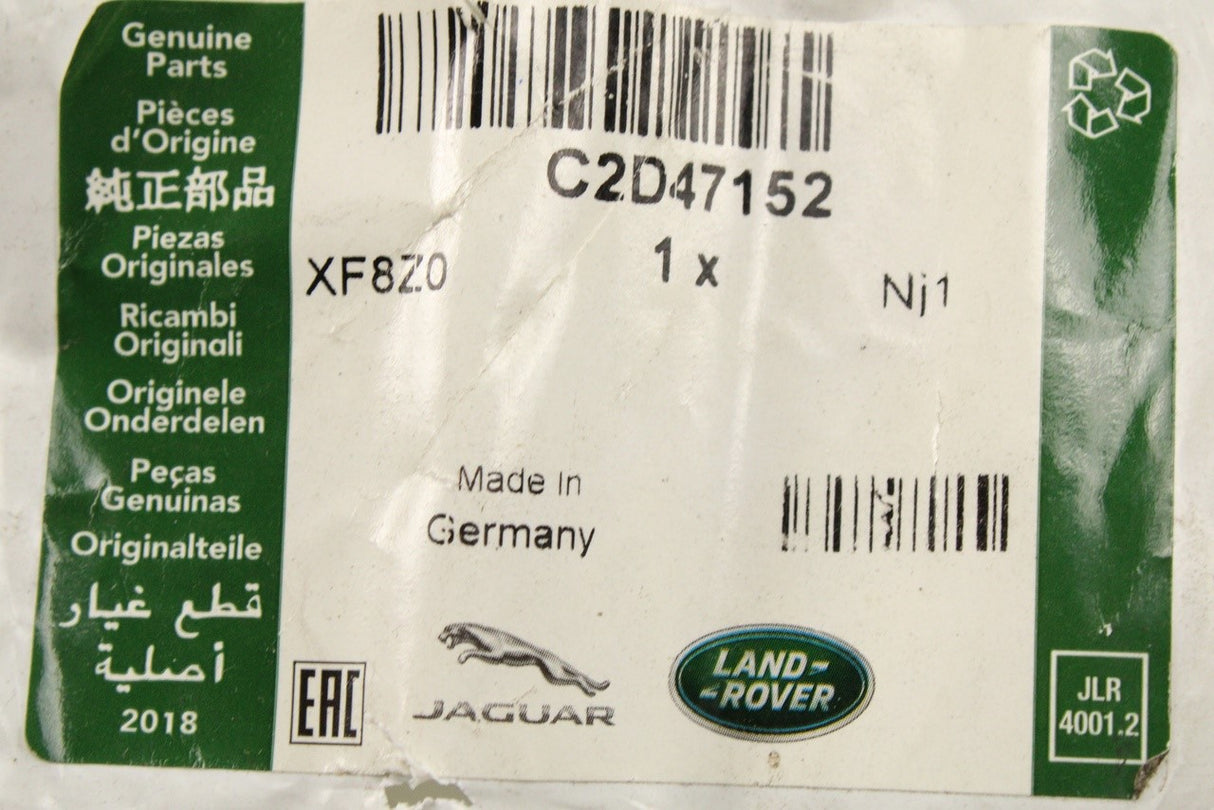 Genuine
Parts
Pièces
d'Origine
純正部品
Piezas
Originales
Ricambi
Originali
Originele
Onderdelen
Peças
Genuinas
Originalteile
قطع غيار
أصلية
2018
C2D47152
XF8Z0
1 x
Nj1
Made In
Germany
EAC
JAGUAR
LAND-
-ROVER
JLR
4001.2